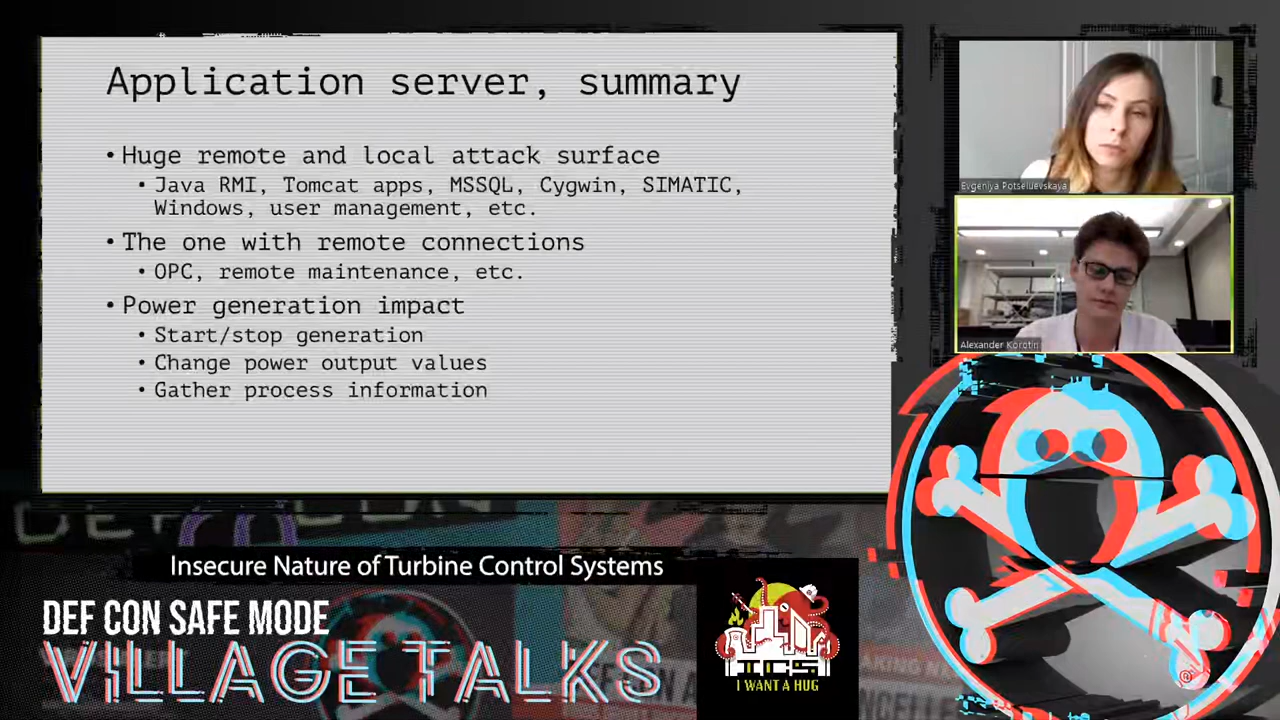 Application server, summary
• Huge remote and local attack surface
• Java RMI, Tomcat apps, MSSQL, Cygwin, SIMATIC,
Windows, user management, etc.
• The one with remote connections
• OPC, remote maintenance, etc.
• Power generation impact
• Start/stop generation
• Change power output values
• Gather process information
Evgeniya Potseluevskaya
Alexander Korotin
Insecure Nature of Turbine Control Systems
DEF CON SAFE MODE
VILLAGE TALKS
ICS
I WANT A HUG